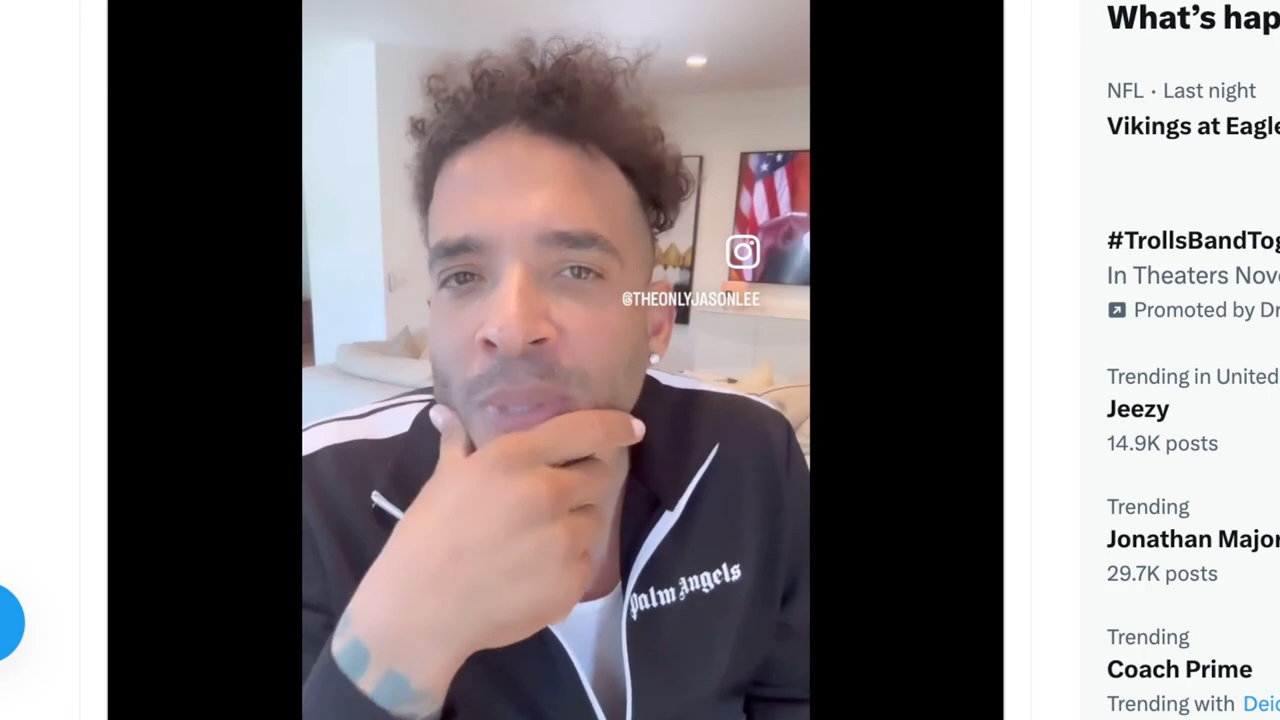 @THEONLYJASONLEE
Palm Angels
What's hap
NFL · Last night
Vikings at Eagle
#TrollsBandTog
In Theaters Nove
Promoted by Dr
Trending in United
Jeezy
14.9K posts
Trending
Jonathan Major
29.7K posts
Trending
Coach Prime
Trending with Deio